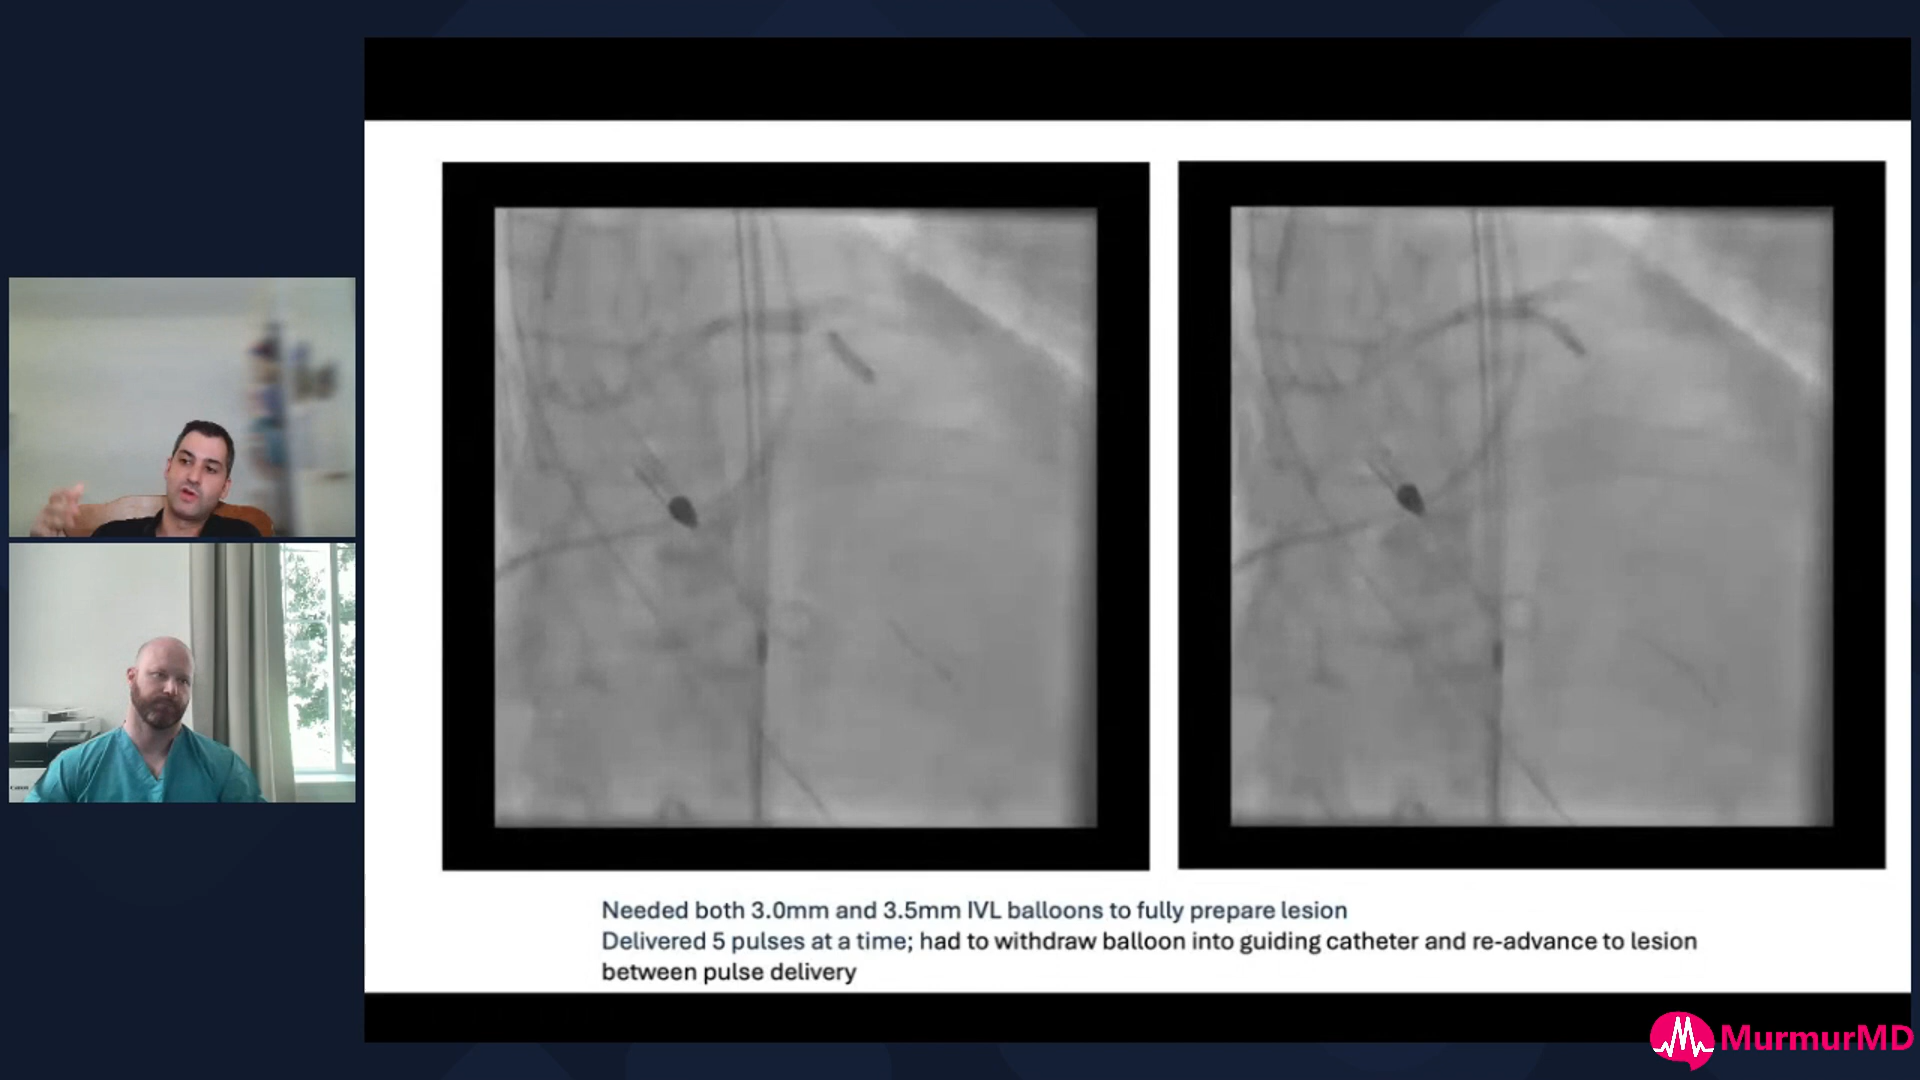 Needed both 3.0mm and 3.5mm IVL balloons to fully prepare lesion
Delivered 5 pulses at a time; had to withdraw balloon into guiding catheter and re-advance to lesion
between pulse delivery
MurmurMD